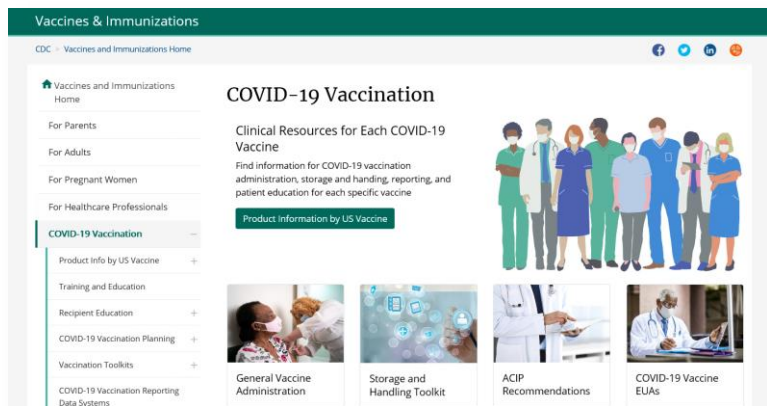 Vaccines & Immunizations
CDC > Vaccines and Immunizations Home
Vaccines and Immunizations
Home
For Parents
For Adults
For Pregnant Women
For Healthcare Professionals
COVID-19 Vaccination
Product Info by US Vaccine
Training and Education
Recipient Education
COVID-19 Vaccination Planning
Vaccination Toolkits
COVID-19 Vaccination Reporting
Data Systems
COVID-19 Vaccination
Clinical Resources for Each COVID-19
Vaccine
Find information for COVID-19 vaccination
administration, storage and handing, reporting, and
patient education for each specific vaccine
Product Information by US Vaccine
General Vaccine
Administration
Storage and
Handling Toolkit
ACIP
Recommendations
COVID-19 Vaccine
EUAs